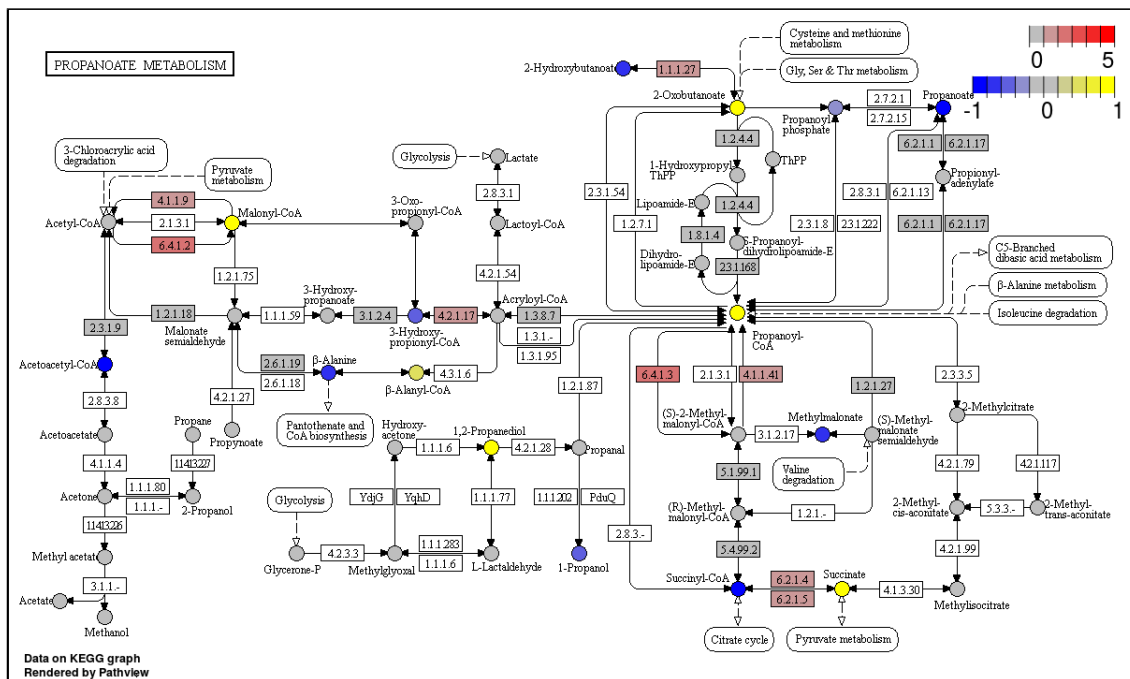 PROPANOATE METABOLISM
Cysteine and methionine
metabolism
Gly, Ser & Thr metabolism
0 5
-1 0 1
2-Hydroxybutanoate
1.1.1.27
2-Oxobutanoate
Propanoyl
phosphate
2.7.2.1
2.7.2.15
Propanoate
3-Chloroacrylic acid
degradation
Pyruvate
metabolism
Glycolysis
Lactate
1.2.4.4
6.2.1.1
6.2.1.17
ThPP
1-Hydroxypropyl
ThPP
Propionyl-
adenylate
4.1.1.9
3-Oxo-
propionyl-CoA
2.8.3.1
2.3.1.54
1.2.7.1
Lipoamide-E
1.2.4.4
2.3.1.8
2.3.1.222
2.8.3.1
6.2.1.13
Acetyl-CoA
2.1.3.1
Malonyl-CoA
Lactoyl-CoA
6.2.1.1
6.2.1.17
6.4.1.2
1.8.1.4
S-Propanoyl-
dihydrolipoamide-E
C5-Branched
dibasic acid metabolism
Dihydro-
lipoamide-E
2.3.1.168
1.2.1.75
4.2.1.54
β-Alanine metabolism
3-Hydroxy-
propanoate
Acryloyl-CoA
Isoleucine degradation
2.3.1.9
1.2.1.18
Malonate
semialdehyde
1.1.1.59
3.1.2.4
3-Hydroxy-
propionyl-CoA
4.2.1.17
1.3.8.7
1.3.1.-
1.3.1.95
Propanoyl-
CoA
Acetoacetyl-CoA
2.6.1.19
2.6.1.18
β-Alanine
4.3.1.6
β-Alanyl-CoA
1.2.1.87
6.4.1.3
2.1.3.1
4.1.1.41
1.2.1.27
2.3.3.5
2.8.3.8
4.2.1.27
Pantothenate and
CoA biosynthesis
Acetoacetate
Propane
Propynoate
Hydroxy-
acetone
1,2-Propanediol
(S)-2-Methyl-
malonyl-CoA
Methylmalonate
(S)-Methyl-
malonate
semialdehyde
2-Methylcitrate
1.1.1.6
4.2.1.28
Propanal
3.1.2.17
4.1.1.4
1.14.13.227
5.1.99.1
Valine
degradation
4.2.1.79
4.2.1.117
Acetone
1.1.1.80
1.1.1.-
2-Propanol
Glycolysis
YdjG
YqhD
1.1.1.77
1.1.1.202
PduQ
(R)-Methyl-
malonyl-CoA
1.2.1.-
2-Methyl-
cis-aconitate
5.3.3.-
2-Methyl-
trans-aconitate
1.14.13.226
2.8.3.-
5.4.99.2
4.2.1.99
Methyl acetate
Glycerone-P
4.2.3.3
Methylglyoxal
1.1.1.283
1.1.1.6
L-Lactaldehyde
1-Propanol
3.1.1.-
Succinyl-CoA
6.2.1.4
6.2.1.5
Succinate
4.1.3.30
Methylisocitrate
Acetate
Methanol
Citrate cycle
Pyruvate metabolism
Data on KEGG graph
Rendered by Pathview